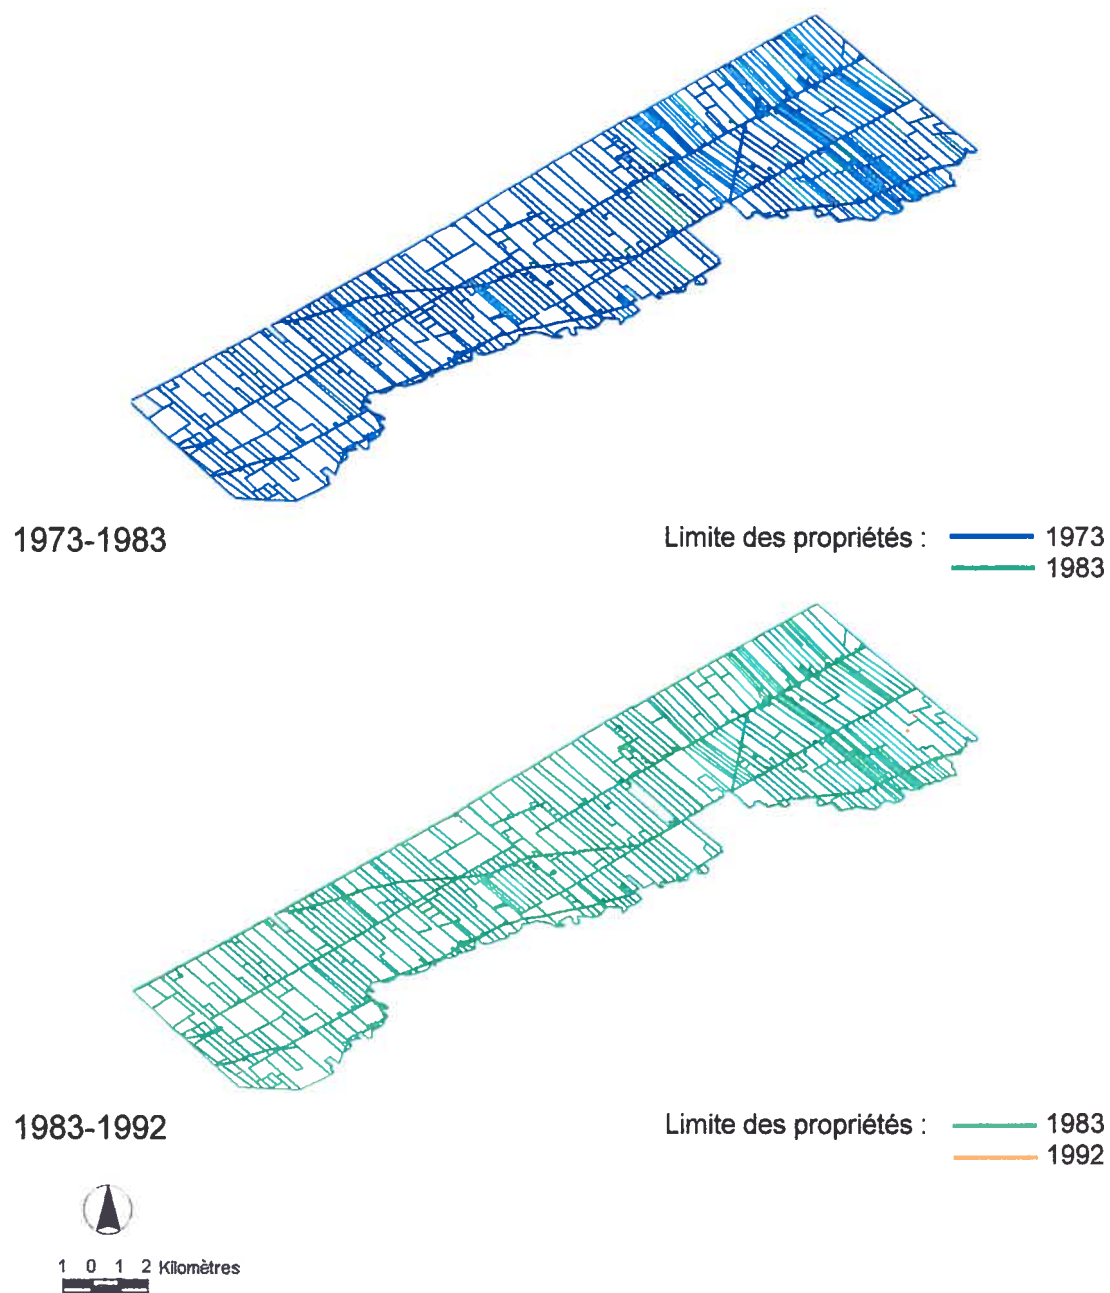 1973-1983
Limite des propriétés :
1973
1983
1983-1992
Limite des propriétés :
1983
1992
1 0 1 2 Kilomètres